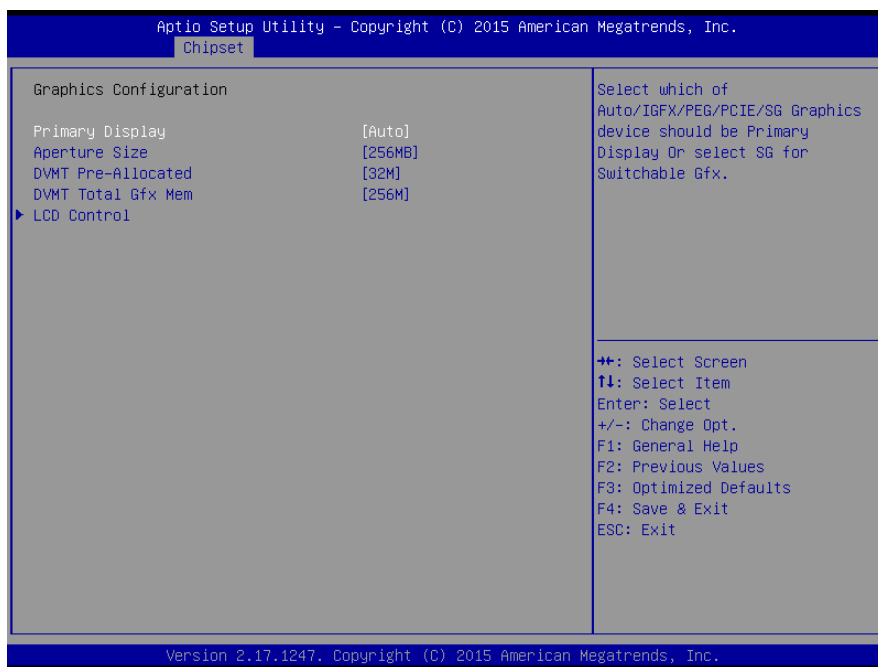 Aptio Setup Utility – Copyright (C) 2015 American Megatrends, Inc.
Chipset
Graphics Configuration
Primary Display [Auto]
Aperture Size [256MB]
DVMT Pre-Allocated [32M]
DVMT Total Gfx Mem [256M]
LCD Control
Select which of
Auto/IGFX/PEG/PCIE/SG Graphics
device should be Primary
Display Or select SG for
Switchable Gfx.
→←: Select Screen
↑↓: Select Item
Enter: Select
+/-: Change Opt.
F1: General Help
F2: Previous Values
F3: Optimized Defaults
F4: Save & Exit
ESC: Exit
Version 2.17.1247. Copyright (C) 2015 American Megatrends, Inc.